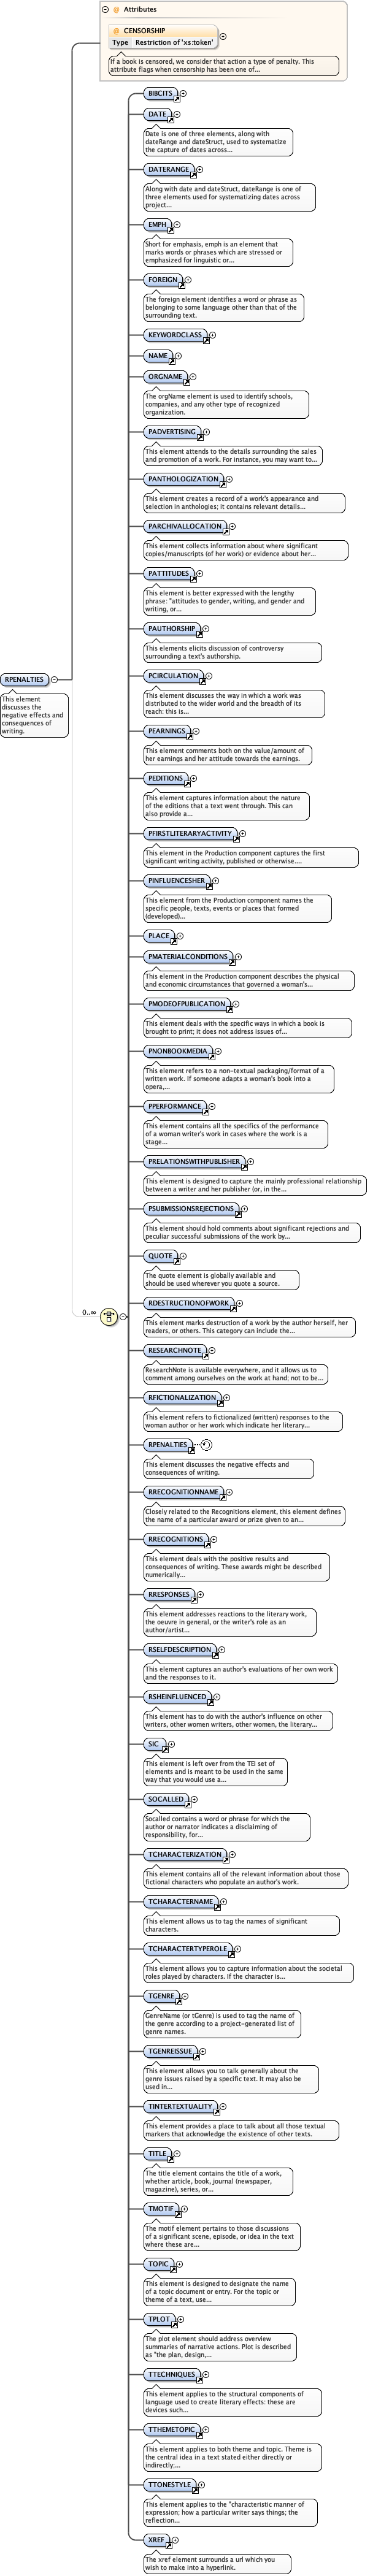 Attributes
CENSORSHIP
Type Restriction of 'xs:token'
If a book is censored, we consider that action a type of penalty. This
attribute flags when censorship has been one of...
RPENALTIES
This element
discusses the
negative effects and
consequences of
writing.
0..∞
BIBCITS
DATE
Date is one of three elements, along with
dateRange and dateStruct, used to systematize
the capture of dates across...
DATERANGE
Along with date and dateStruct, dateRange is one of
three elements used for systematizing dates across
project...
EMPH
Short for emphasis, emph is an element that
marks words or phrases which are stressed or
emphasized for linguistic or...
FOREIGN
The foreign element identifies a word or phrase as
belonging to some language other than that of the
surrounding text.
KEYWORDCLASS
NAME
ORGNAME
The orgName element is used to identify schools,
companies, and any other type of recognized
organization.
PADVERTISING
This element attends to the details surrounding the sales
and promotion of a work. For instance, you may want to...
PANTHOLOGIZATION
This element creates a record of a work's appearance and
selection in anthologies; it contains relevant details...
PARCHIVALLOCATION
This element collects information about where significant
copies/manuscripts (of her work) or evidence about her...
PATTITUDES
This element is better expressed with the lengthy
phrase: "attitudes to gender, writing, and gender and
writing, or...
PAUTHORSHIP
This elements elicit discussion of controversy
surrounding a text's authorship.
PCIRCULATION
This element discusses the way in which a work was
distributed to the wider world and the breadth of its
reach: this is...
PEARNINGS
This element comments both on the value/amount of
her earnings and her attitude towards the earnings.
PEDITIONS
This element captures information about the nature
of the editions that a text went through. This can
also provide a...
PFIRSTLITERARYACTIVITY
This element in the Production component captures the first
significant writing activity, published or otherwise....
PINFLUENCESHER
This element from the Production component names the
specific people, texts, events or places that formed
(developed)...
PLACE
PMATERIALCONDITIONS
This element in the Production component describes the physical
and economic circumstances that governed a woman's...
PMODEOFPUBLICATION
This element deals with the specific ways in which a book is
brought to print; it does not address issues of...
PNONBOOKMEDIA
This element refers to a non-textual packaging/format of a
written work. If someone adapts a woman's book into a
opera,...
PPERFORMANCE
This element contains all the specifics of the performance
of a woman writer's work in cases where the work is a
stage...
PRELATIONSWITHPUBLISHER
This element is designed to capture the mainly professional relationship
between a writer and her publisher (or, in the...
PSUBMISSIONSREJECTIONS
This element should hold comments about significant rejections and
peculiar successful submissions of the work by...
QUOTE
The quote element is globally available and
should be used wherever you quote a source.
RDESTRUCTIONOFWORK
This element marks destruction of a work by the author herself, her
readers, or others. This category can include the...
RESEARCHNOTE
ResearchNote is available everywhere, and it allows us to
comment among ourselves on the work at hand; not to be...
RFICTIONALIZATION
This element refers to fictionalized (written) responses to the
woman author or her work which indicate her literary...
RPENALTIES
This element discusses the negative effects and
consequences of writing.
RRECOGNITIONNAME
Closely related to the Recognitions element, this element defines
the name of a particular award or prize given to an...
RRECOGNITIONS
This element deals with the positive results and
consequences of writing. These awards might be described
numerically...
RRESPONSES
This element addresses reactions to the literary work,
the oeuvre in general, or the writer's role as an
author/artist...
RSELFDESCRIPTION
This element captures an author's evaluations of her own work
and the responses to it.
RSHEINFLUENCED
This element has to do with the author's influence on other
writers, other women writers, other women, the literary...
SIC
This element is left over from the TEI set of
elements and is meant to be used in the same
way that you would use a...
SOCALLED
Socalled contains a word or phrase for which the
author or narrator indicates a disclaiming of
responsibility, for...
TCHARACTERIZATION
This element contains all of the relevant information about those
fictional characters who populate an author's work.
TCHARACTERNAME
This element allows us to tag the names of significant
characters.
TCHARACTERTYPEROLE
This element allows you to capture information about the societal
roles played by characters. If the character is...
TGENRE
GenreName (or tGenre) is used to tag the name of
the genre according to a project-generated list of
genre names.
TGENREISSUE
This element allows you to talk generally about the
genre issues raised by a specific text. It may also be
used in...
TINTERTEXTUALITY
This element provides a place to talk about all those textual
markers that acknowledge the existence of other texts.
TITLE
The title element contains the title of a work,
whether article, book, journal (newspaper,
magazine), series, or...
TMOTIF
The motif element pertains to those discussions
of a significant scene, episode, or idea in the text
where these are...
TOPIC
This element is designed to designate the name
of a topic document or entry. For the topic or
theme of a text, use...
TPLOT
The plot element should address overview
summaries of narrative actions. Plot is described
as "the plan, design,...
TTECHNIQUES
This element applies to the structural components of
language used to create literary effects: these are
devices such...
TTHEMETOPIC
This element applies to both theme and topic. Theme is
the central idea in a text stated either directly or
indirectly;...
TTONESTYLE
This element applies to the "characteristic manner of
expression; how a particular writer says things; the
reflection...
XREF
The xref element surrounds a url which you
wish to make into a hyperlink.